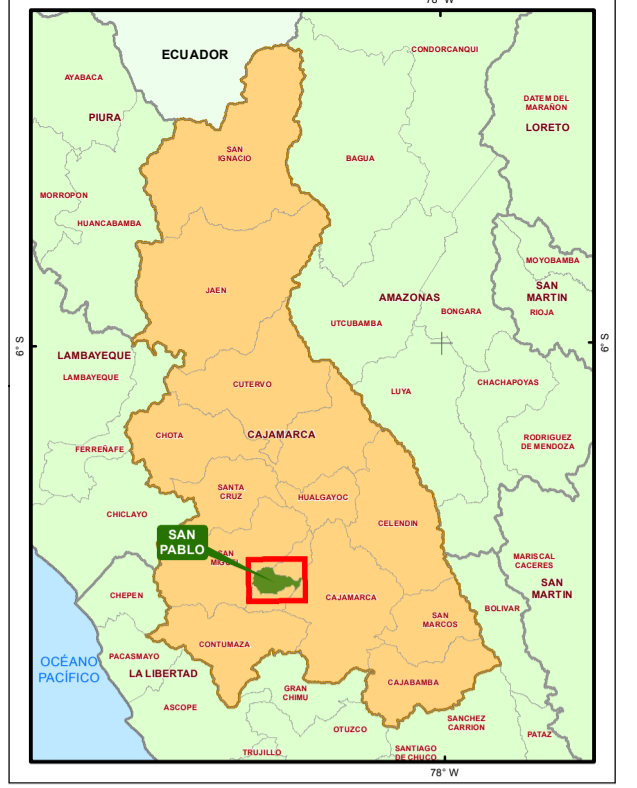 78° W
ECUADOR
CONDORCANQUI
AYABACA
DATEM DEL
MARAÑON
PIURA
LORETO
SAN
IGNACIO
BAGUA
MORROPON
HUANCABAMBA
MOYOBAMBA
SAN
MARTIN
JAEN
AMAZONAS
BONGARA
RIOJA
UTCUBAMBA
6° S
6° S
LAMBAYEQUE
LAMBAYEQUE
CUTERVO
LUYA
CHACHAPOYAS
CHOTA
CAJAMARCA
RODRIGUEZ
DE MENDOZA
FERREÑAFE
SANTA
CRUZ
HUALGAYOC
CHICLAYO
CELENDIN
SAN
PABLO
SAN
MIGUEL
MARISCAL
CACERES
SAN
MARTIN
CHEPEN
CAJAMARCA
BOLIVAR
SAN
MARCOS
CONTUMAZA
OCÉANO
PACÍFICO
PACASMAYO
LA LIBERTAD
CAJABAMBA
GRAN
CHIMU
ASCOPE
SANCHEZ
CARRION
OTUZCO
PATAZ
TRUJILLO
SANTIAGO
DE CHUCO
78° W